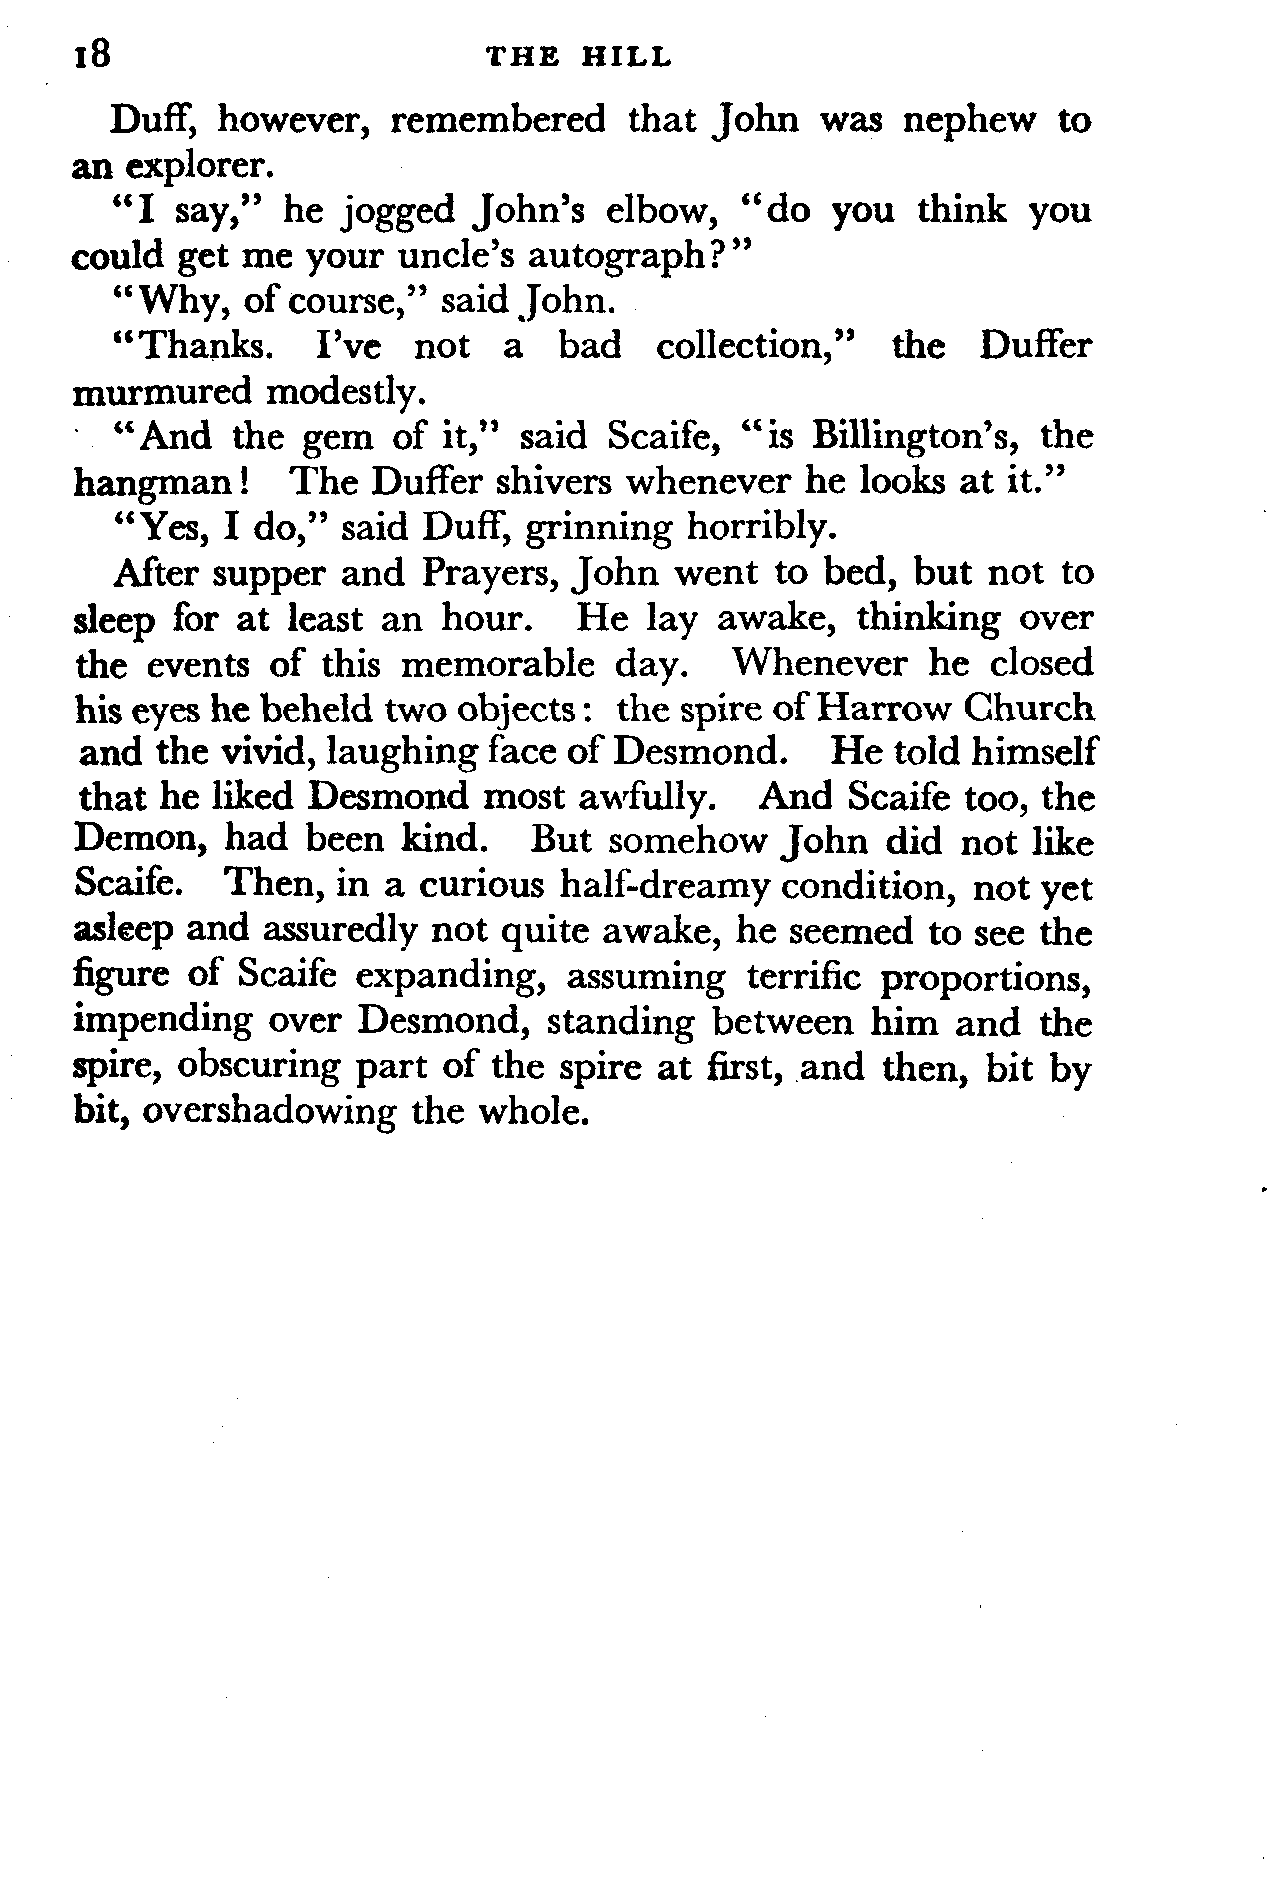 18 THE HILL
Duff, however, remembered that John was nephew to
an explorer.
“I say,” he jogged John’s elbow, “do you think you
could get me your uncle’s autograph?”
“Why, of course,” said John.
“Thanks. I’ve not a bad collection,” the Duffer
murmured modestly.
“And the gem of it,” said Scaife, “is Billington’s, the
hangman! The Duffer shivers whenever he looks at it.”
“Yes, I do,” said Duff, grinning horribly.
After supper and Prayers, John went to bed, but not to
sleep for at least an hour. He lay awake, thinking over
the events of this memorable day. Whenever he closed
his eyes he beheld two objects: the spire of Harrow Church
and the vivid, laughing face of Desmond. He told himself
that he liked Desmond most awfully. And Scaife too, the
Demon, had been kind. But somehow John did not like
Scaife. Then, in a curious half-dreamy condition, not yet
asleep and assuredly not quite awake, he seemed to see the
figure of Scaife expanding, assuming terrific proportions,
impending over Desmond, standing between him and the
spire, obscuring part of the spire at first, and then, bit by
bit, overshadowing the whole.